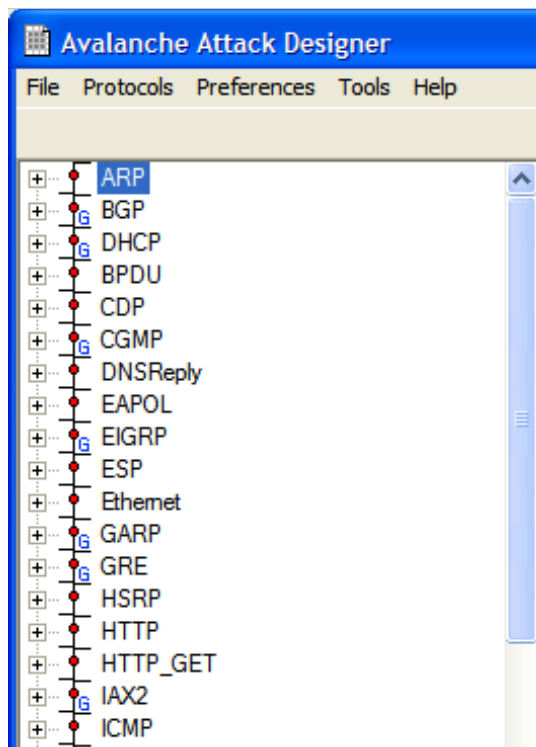 Avalanche Attack Designer
File Protocols Preferences Tools Help
ARP
G BGP
G DHCP
BPDU
CDP
G CGMP
DNSReply
EAPOL
G EIGRP
ESP
Ethernet
G GARP
G GRE
HSRP
HTTP
HTTP_GET
G IAX2
ICMP